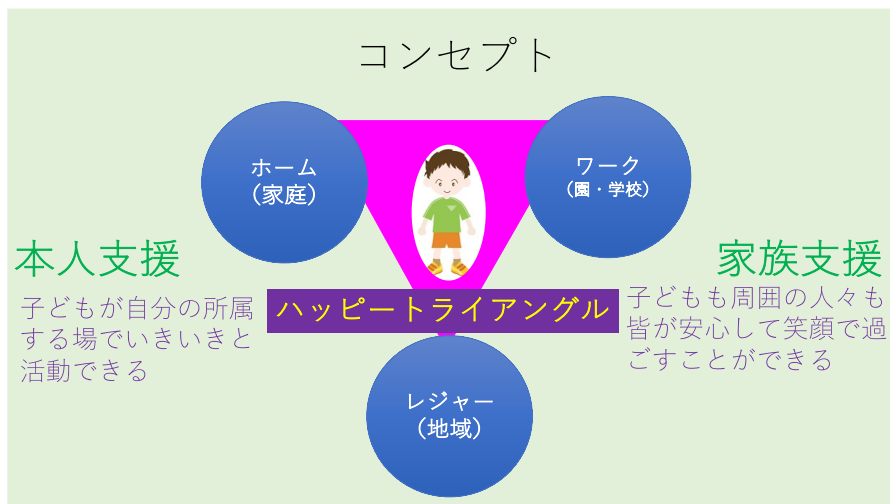 コンセプト
ホーム
(家庭)
ワーク
(園・学校)
本人支援
子どもが自分の所属
する場でいきいきと
活動できる
ハッピートライアングル
家族支援
子どもも周囲の人々も
皆が安心して笑顔で過
ごすことができる
レジャー
(地域)